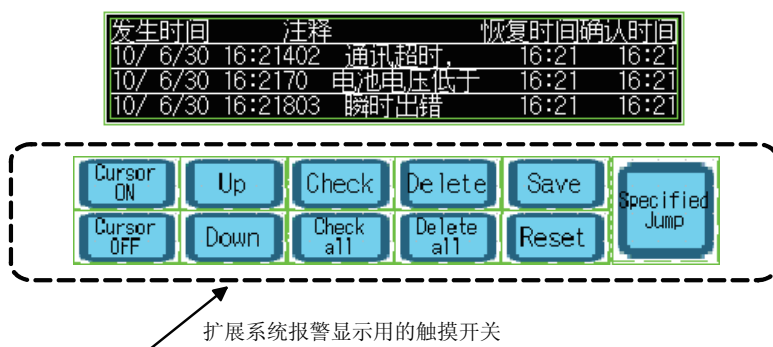 发生时间 注释 恢复时间确认时间
10/ 6/30 16:21402 通讯超时, 16:21 16:21
10/ 6/30 16:2170 电池电压低于 16:21 16:21
10/ 6/30 16:21803 瞬时出错 16:21 16:21
Cursor ON Up Check Delete Save Specified Jump
Cursor OFF Down Check all Delete all Reset
扩展系统报警显示用的触摸开关